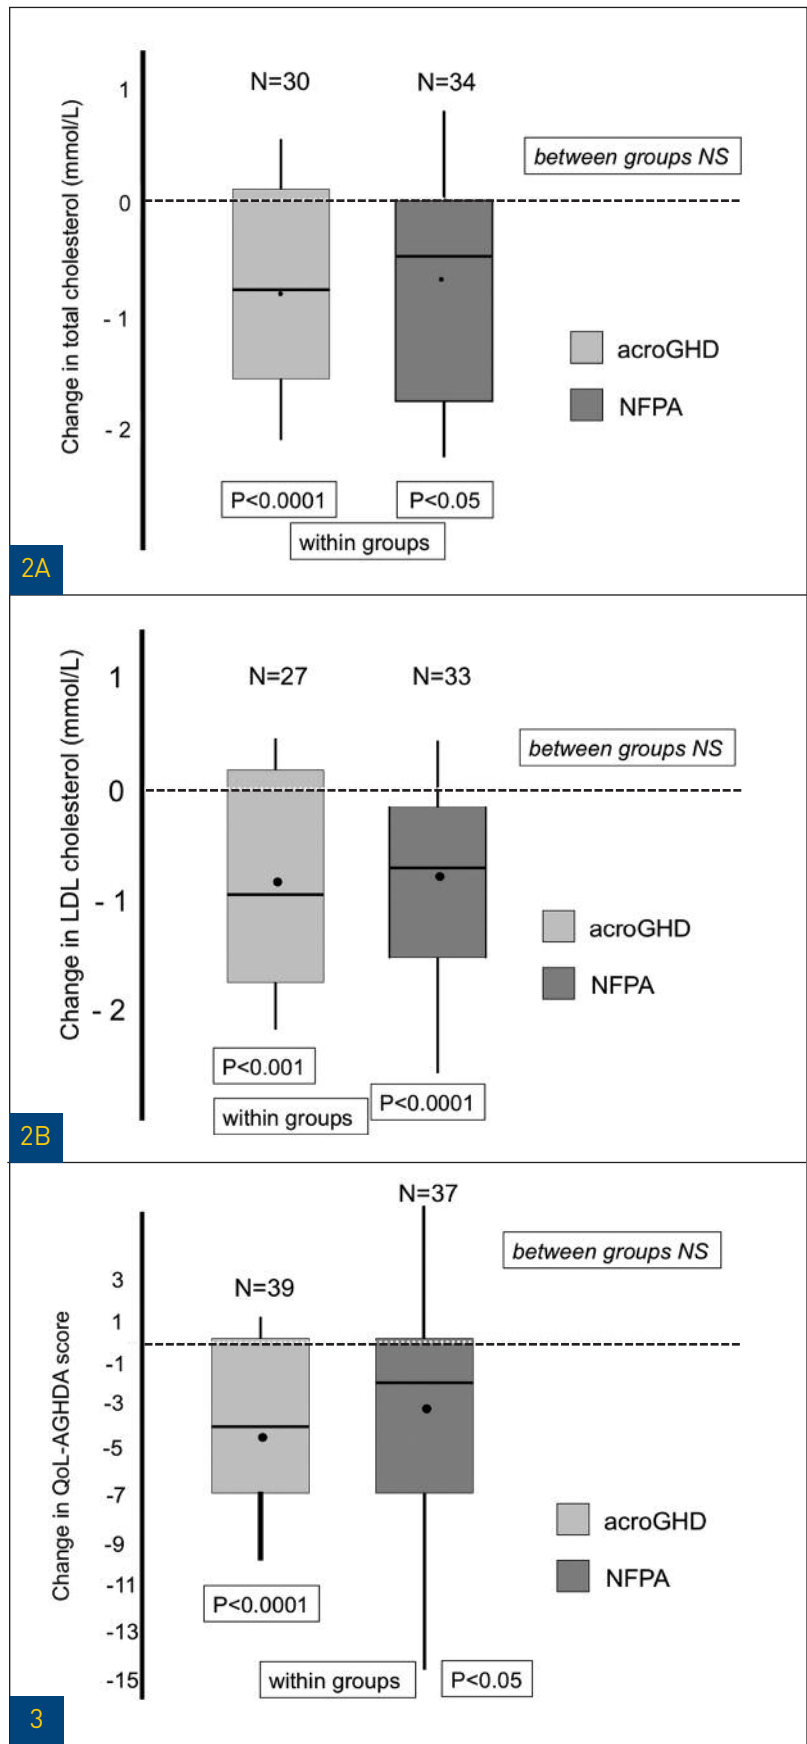 N=30
N=34
between groups NS
Change in total cholesterol (mmol/L)
1
0
- 1
- 2
acroGHD
NFPA
P<0.0001
P<0.05
within groups
2A
N=27
N=33
between groups NS
Change in LDL cholesterol (mmol/L)
1
0
- 1
- 2
acroGHD
NFPA
P<0.001
P<0.0001
within groups
2B
N=37
N=39
between groups NS
Change in QoL-AGHDA score
3
1
-1
-3
-5
-7
-9
-11
-13
-15
acroGHD
NFPA
P<0.0001
within groups
P<0.05
3